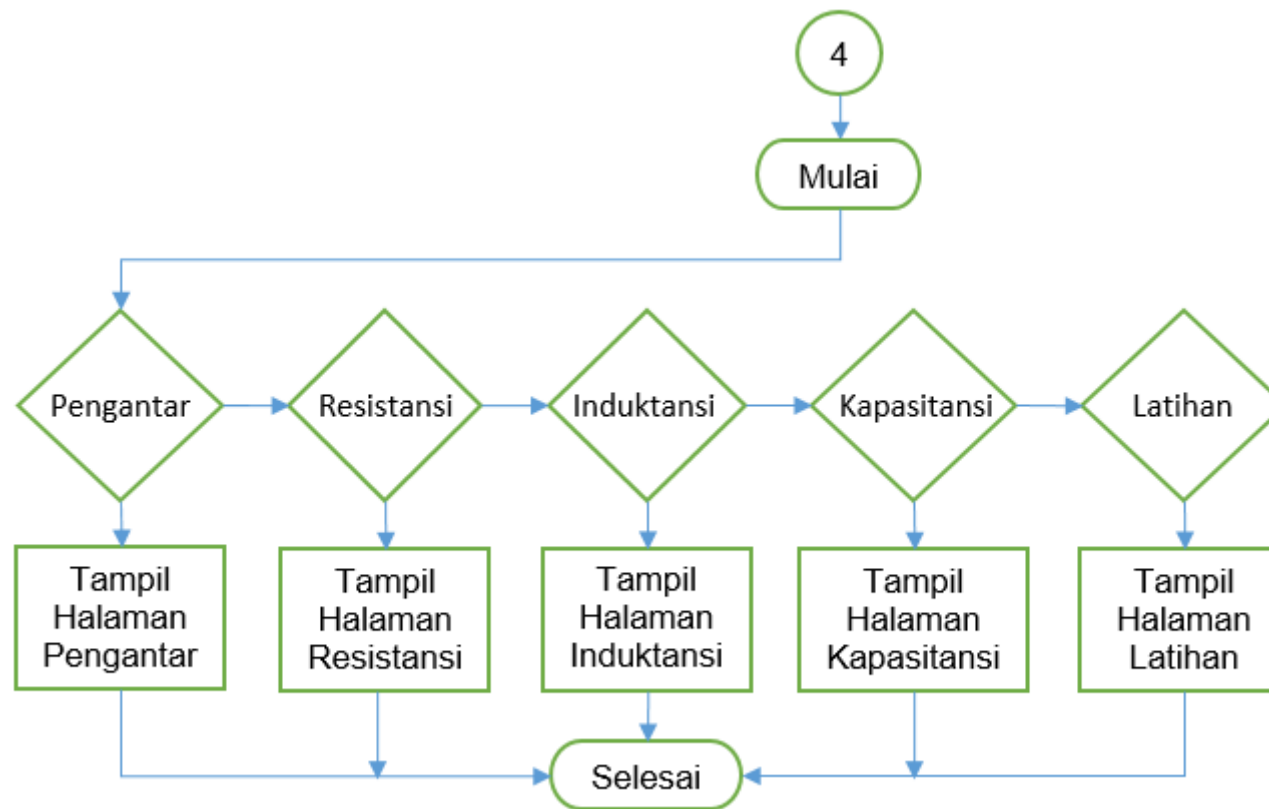 4
Mulai
Pengantar
Resistansi
Induktansi
Kapasitansi
Latihan
Tampil
Halaman
Pengantar
Tampil
Halaman
Resistansi
Tampil
Halaman
Induktansi
Tampil
Halaman
Kapasitansi
Tampil
Halaman
Latihan
Selesai